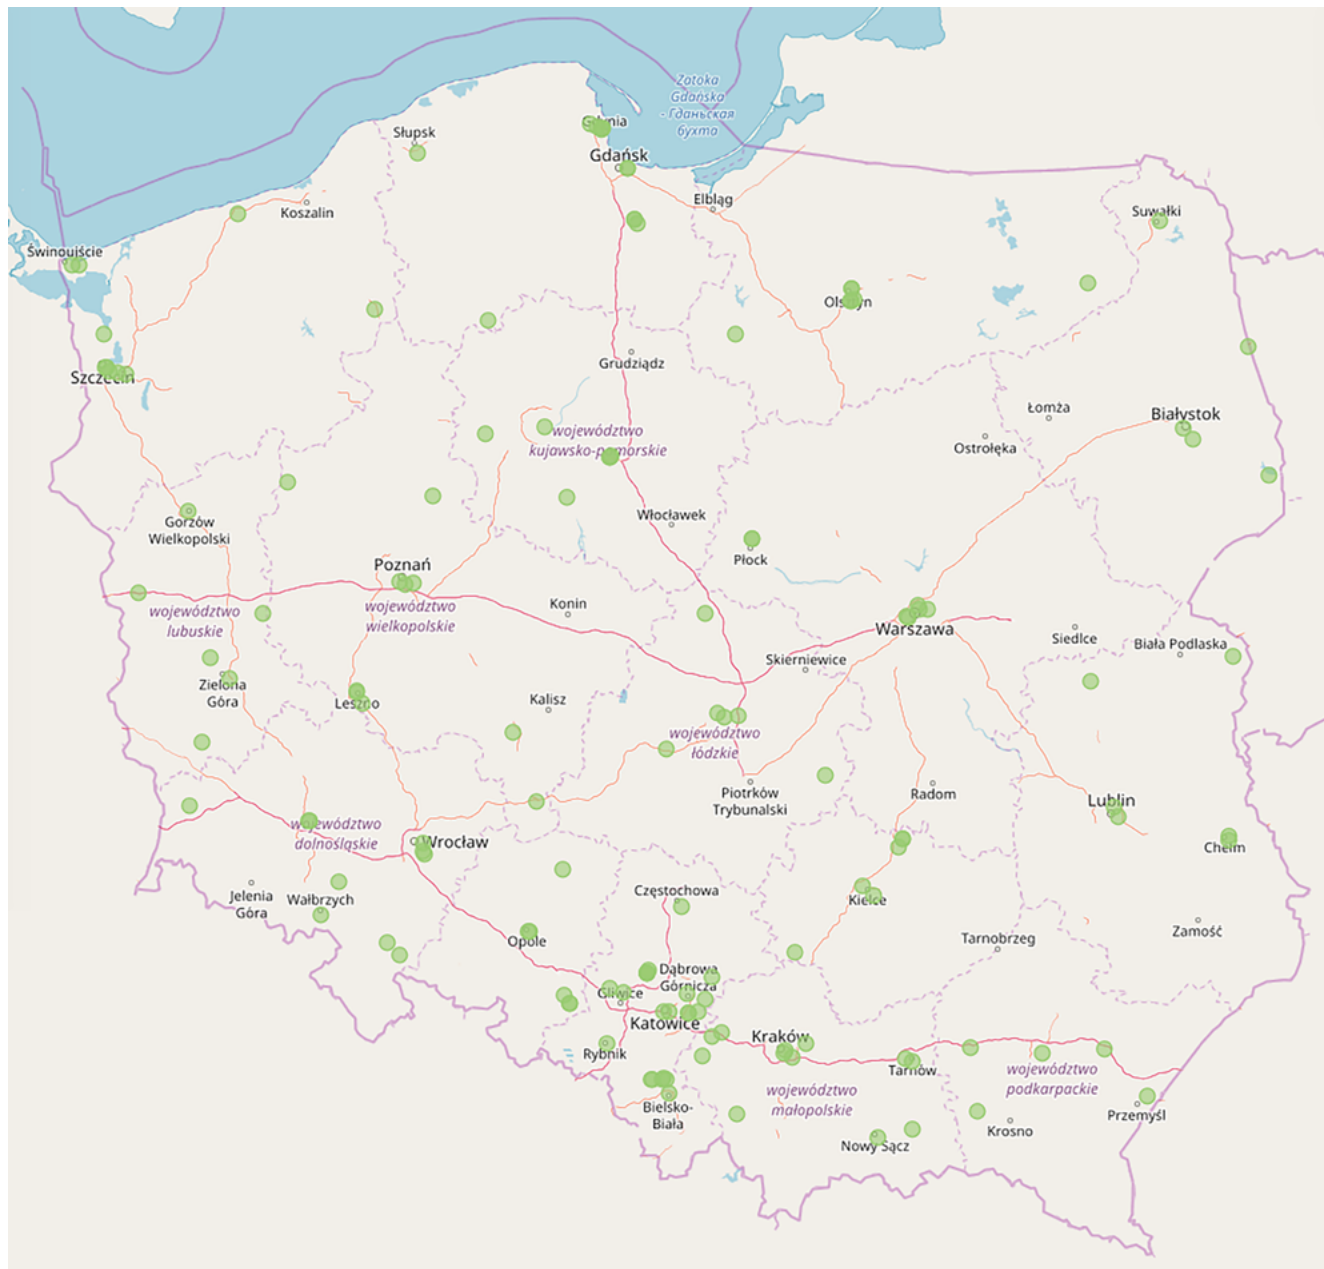 Zatoka
Gdańska
- Гданьская
бухта
Gdynia
Słupsk
Gdańsk
Elbląg
Koszalin
Suwałki
Świnoujście
Olsztyn
Grudziądz
Szczecin
Łomża
Białystok
województwo
kujawsko-pomorskie
Ostrołęka
Włocławek
Gorzów
Wielkopolski
Płock
Poznań
Konin
województwo
lubuskie
województwo
wielkopolskie
Warszawa
Siedlce
Biała Podlaska
Skierniewice
Zielona
Góra
Leszno
Kalisz
województwo
łódzkie
Piotrków
Trybunalski
Radom
Lublin
województwo
dolnośląskie
Wrocław
Chełm
Jelenia
Góra
Wałbrzych
Częstochowa
Kielce
Opole
Tarnobrzeg
Zamość
Dąbrowa
Górnicza
Gliwice
Katowice
Kraków
Rybnik
Tarnów
województwo
podkarpackie
województwo
małopolskie
Bielsko-
Biała
Przemyśl
Krosno
Nowy Sącz